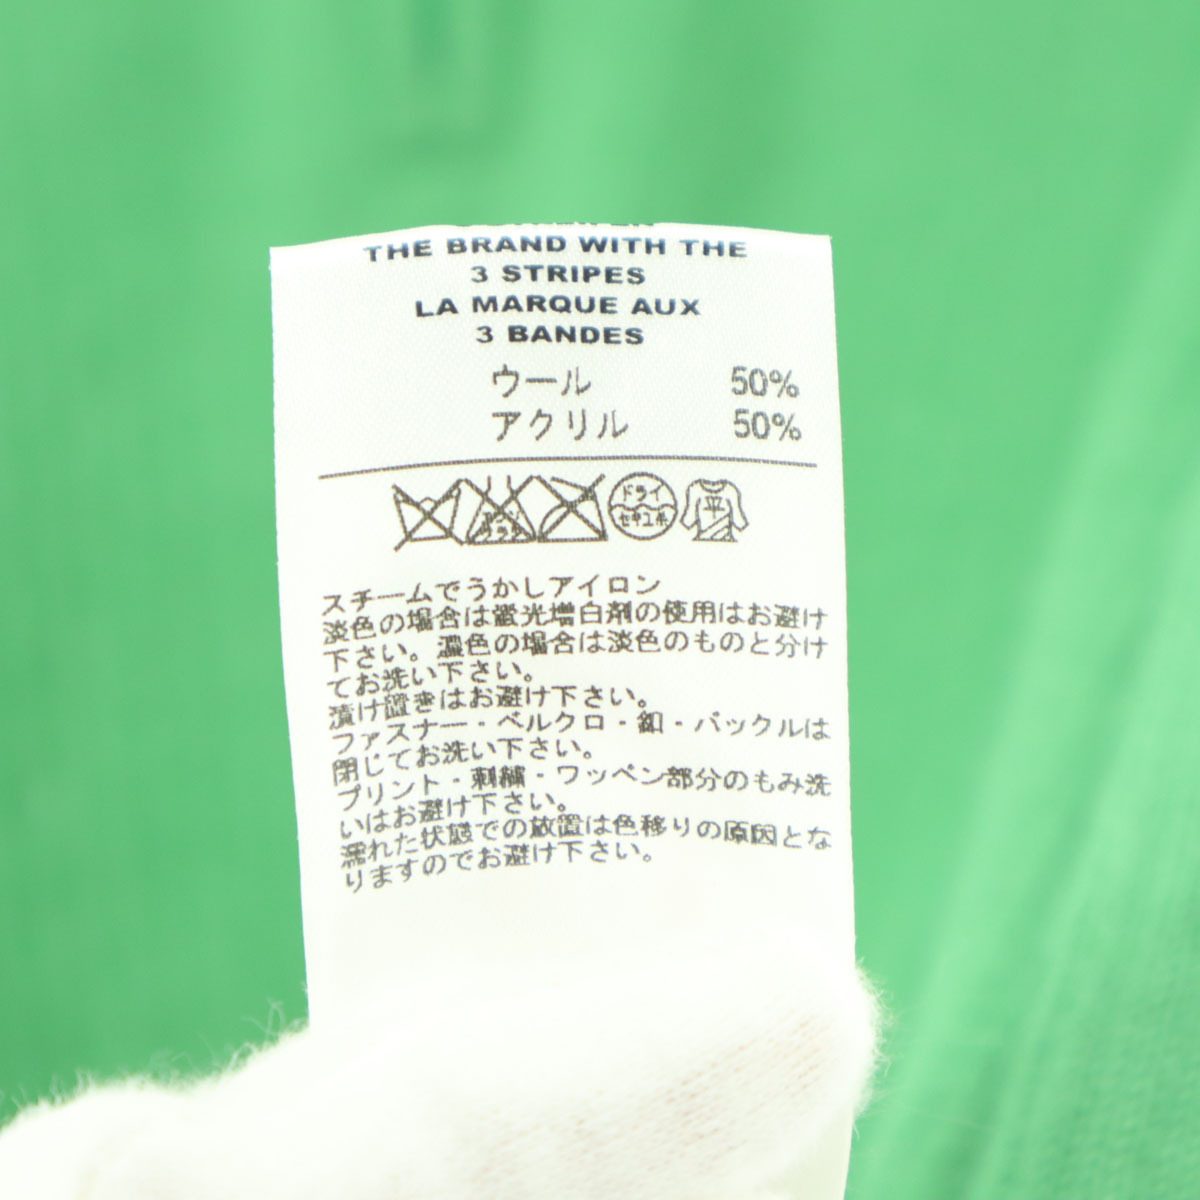 THE BRAND WITH THE
3 STRIPES
LA MARQUE AUX
3 BANDES
ウール 50%
アクリル 50%
ドライ 平
セキユ系
スチームでうかしアイロン
淡色の場合は蛍光増白剤の使用はお避け
下さい。濃色の場合は淡色のものと分け
てお洗い下さい。
漬け置きはお避け下さい。
ファスナー・ベルクロ・釦・バックルは
閉じてお洗い下さい。
プリント・刺繍・ワッペン部分のもみ洗
いはお避け下さい。
濡れた状態での放置は色移りの原因とな
りますのでお避け下さい。